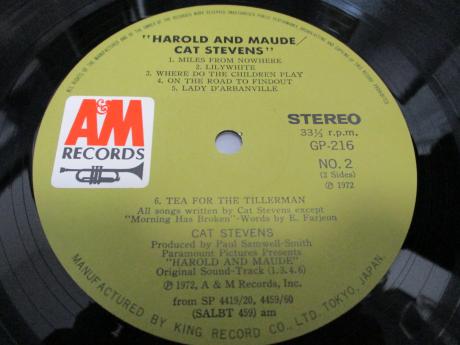 "HAROLD AND MAUDE/
CAT STEVENS"
1. MILES FROM NOWHERE
2. LILYWHITE
3. WHERE DO THE CHILDREN PLAY
4. ON THE ROAD TO FINDOUT
5. LADY D'ARBANVILLE
A&M
RECORDS
STEREO
33⅓ r.p.m.
GP-216
NO. 2
(2 Sides)
℗ 1972
6. TEA FOR THE TILLERMAN
All songs written by Cat Stevens except
"Morning Has Broken"-Words by E. Farjeon
CAT STEVENS
Produced by Paul Samwell-Smith
Paramount Pictures Presents
"HAROLD AND MAUDE"
Original Sound-Track (1.3.4.6)
℗ 1972, A & M Records, Inc.
from SP 4419/20, 4459/60
(SALBT 459) am
MANUFACTURED BY KING RECORD CO., LTD. TOKYO, JAPAN.